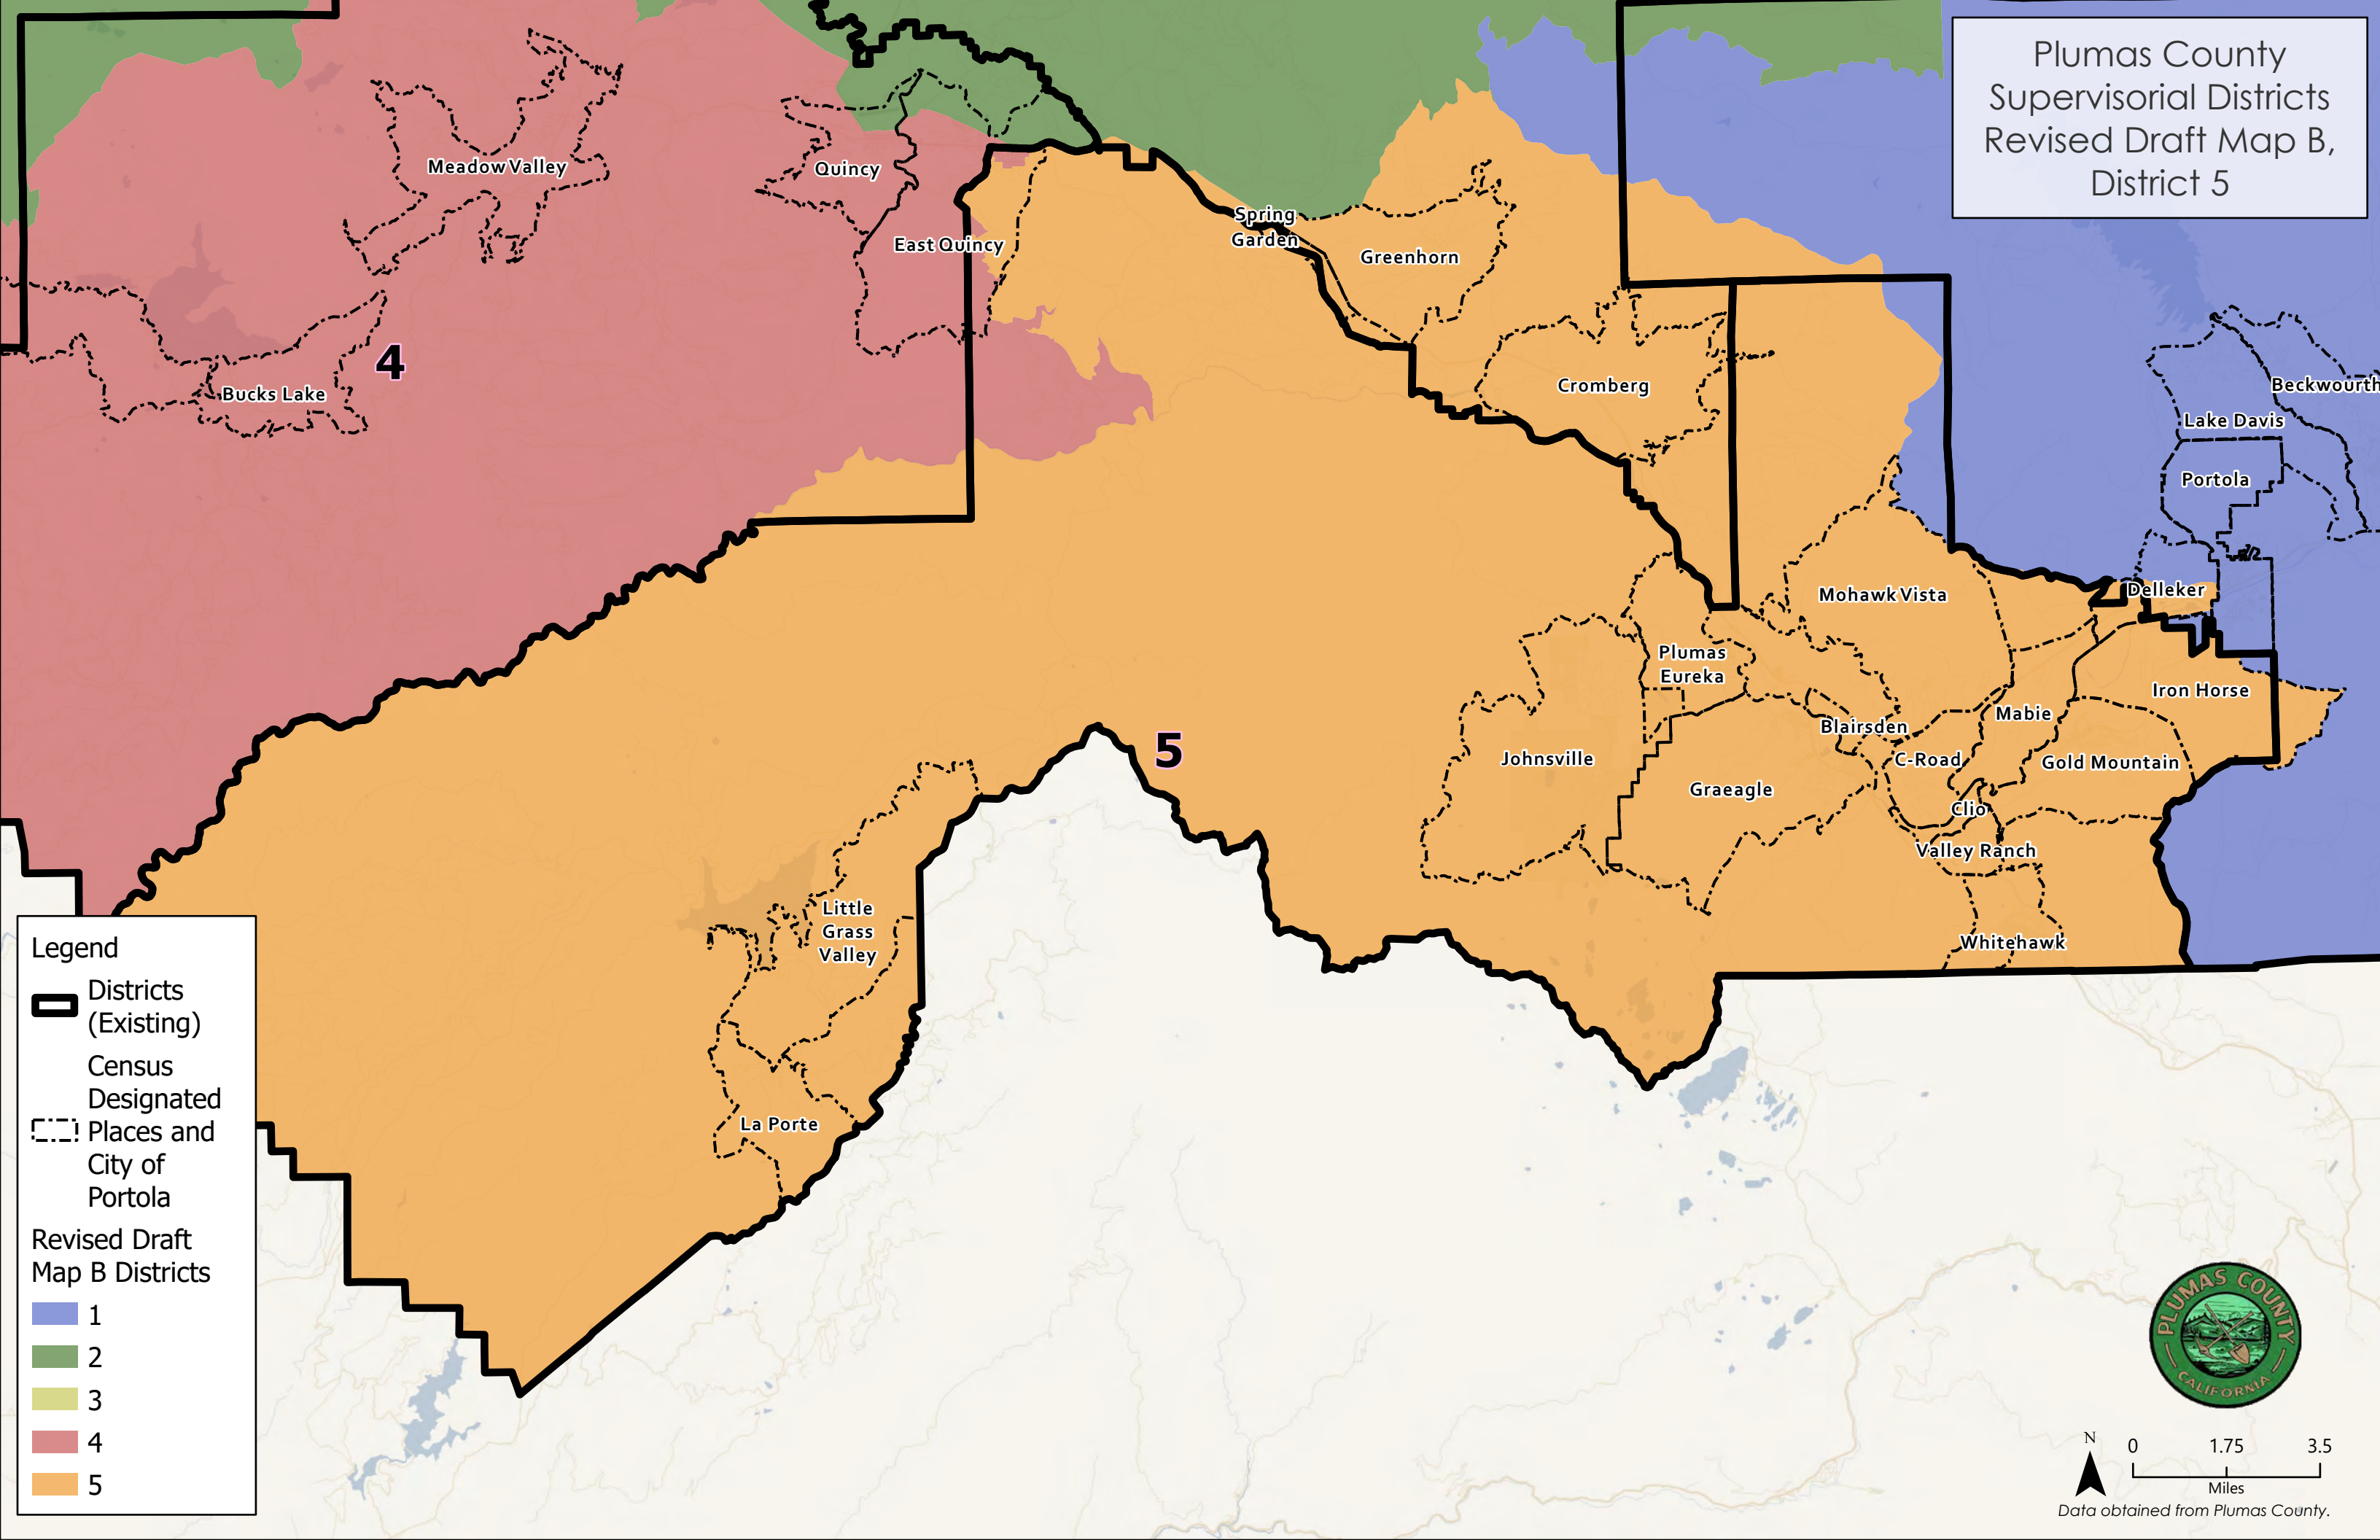 Plumas County
Supervisorial Districts
Revised Draft Map B,
District 5
Meadow Valley
Quincy
East Quincy
Spring
Garden
Greenhorn
4
Bucks Lake
Cromberg
Beckwourth
Lake Davis
Portola
Mohawk Vista
Delleker
Plumas
Eureka
Iron Horse
Mabie
Blairsden
5
Johnsville
C-Road
Gold Mountain
Graeagle
Clio
Valley Ranch
Little
Grass
Valley
Whitehawk
La Porte
Legend
Districts
(Existing)
Census
Designated
Places and
City of
Portola
Revised Draft
Map B Districts
1
2
3
4
5
PLUMAS COUNTY
CALIFORNIA
N
0 1.75 3.5
Miles
Data obtained from Plumas County.